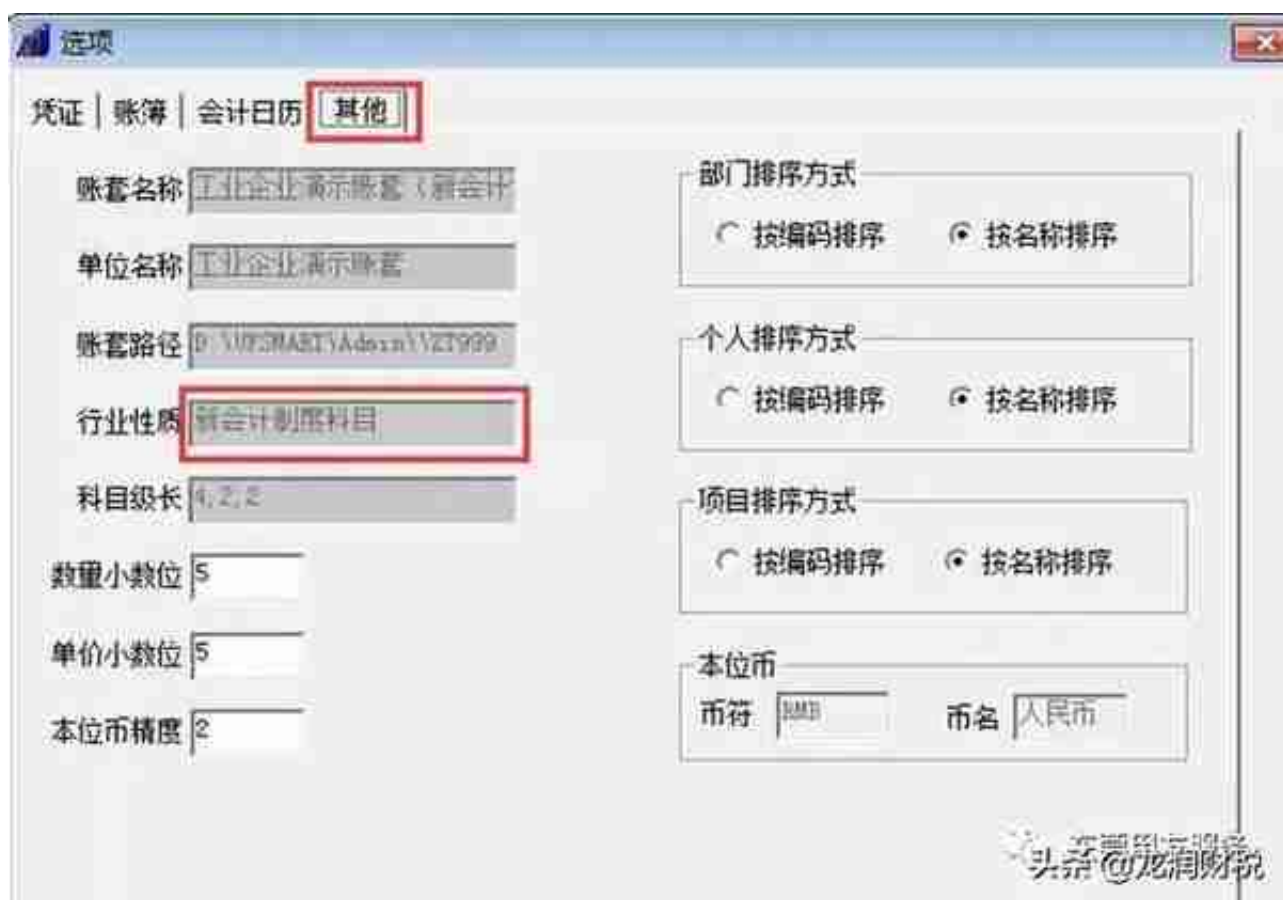 选项
凭证 账簿 会计日历 其他
账套名称 工业企业演示账套(新会计
单位名称 工业企业演示账套
账套路径 D:\UFSMART\Admin\\ZT999
行业性质 新会计制度科目
科目级长 4,2,2
数量小数位 5
单价小数位 5
本位币精度 2
部门排序方式
按编码排序 按名称排序
个人排序方式
按编码排序 按名称排序
项目排序方式
按编码排序 按名称排序
本位币
币符 RMB 币名 人民币
头条 @龙润财税